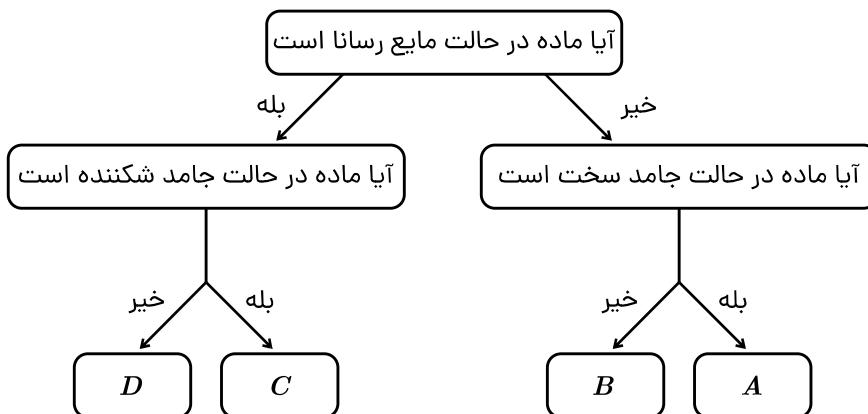 آیا ماده در حالت مایع رسانا است
خیر
بله
آیا ماده در حالت جامد سخت است
آیا ماده در حالت جامد شکننده است
بله
خیر
بله
خیر
A
B
C
D